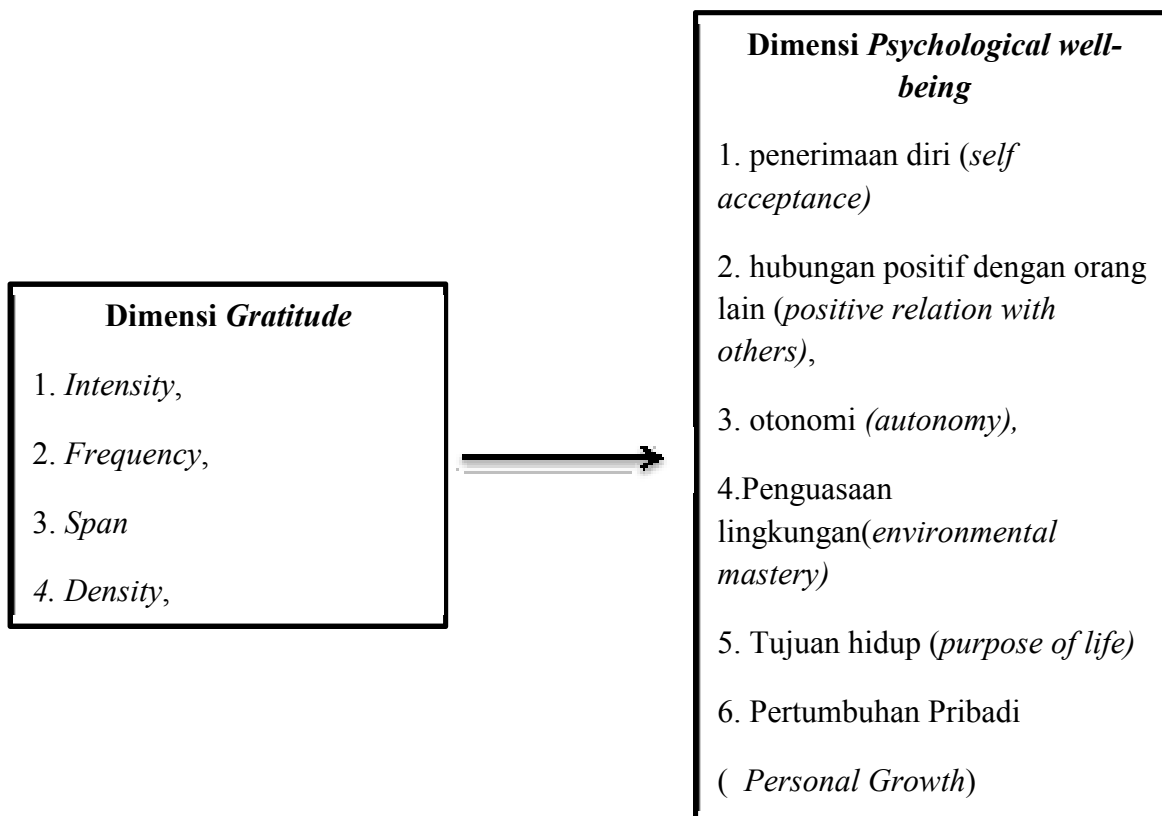 Dimensi Gratitude
1. Intensity,
2. Frequency,
3. Span
4. Density,
Dimensi Psychological well-
being
1. penerimaan diri (self
acceptance)
2. hubungan positif dengan orang
lain (positive relation with
others),
3. otonomi (autonomy),
4.Penguasaan
lingkungan(environmental
mastery)
5. Tujuan hidup (purpose of life)
6. Pertumbuhan Pribadi
( Personal Growth)